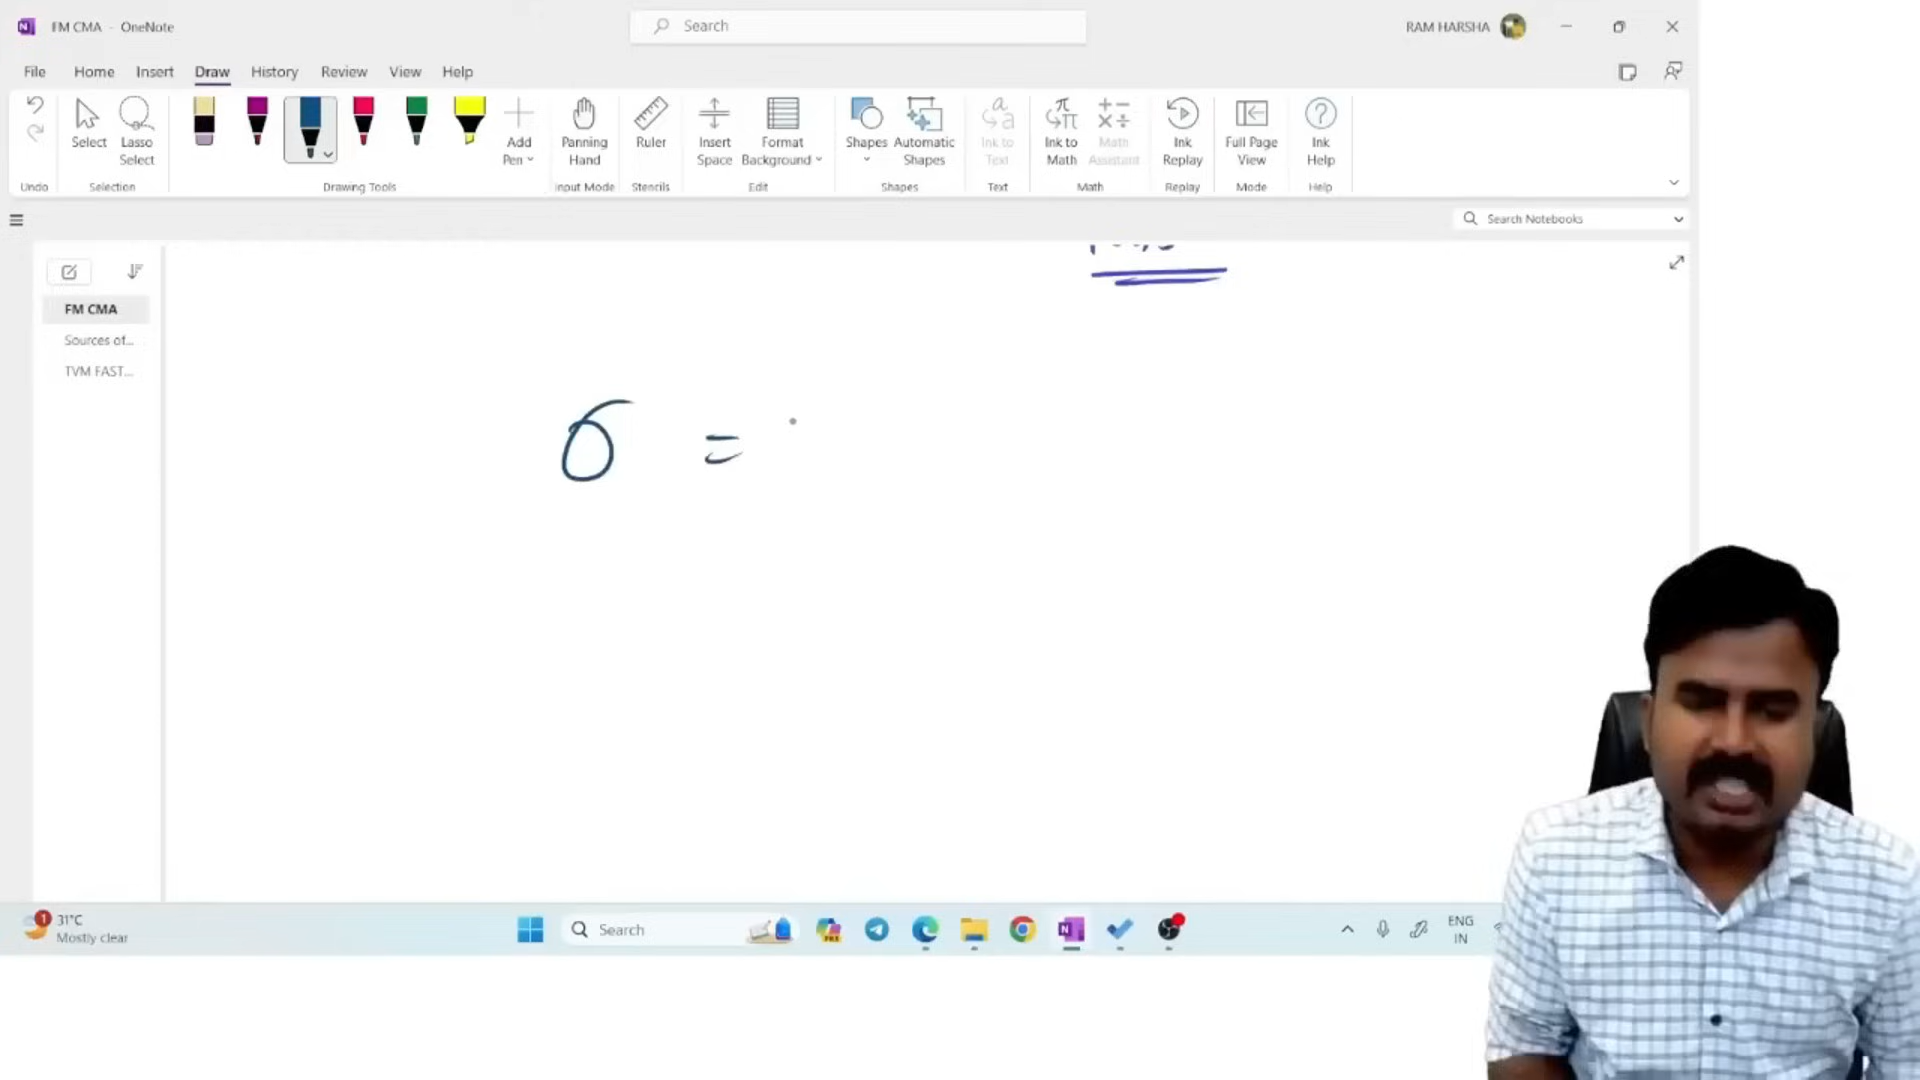 FM CMA - OneNote
Search
RAM HARSHA
File Home Insert Draw History Review View Help
Undo
Select
Lasso Select
Selection
Drawing Tools
Add Pen
Panning Hand
Input Mode
Ruler
Stencils
Insert Space
Format Background
Edit
Shapes
Automatic Shapes
Shapes
Ink to Text
Text
Ink to Math
Math Assistant
Math
Ink Replay
Replay
Full Page View
Mode
Ink Help
Help
Search Notebooks
FM CMA
Sources of...
TVM FAST...
σ =
1
31°C
Mostly clear
Search
PRE
ENG
IN